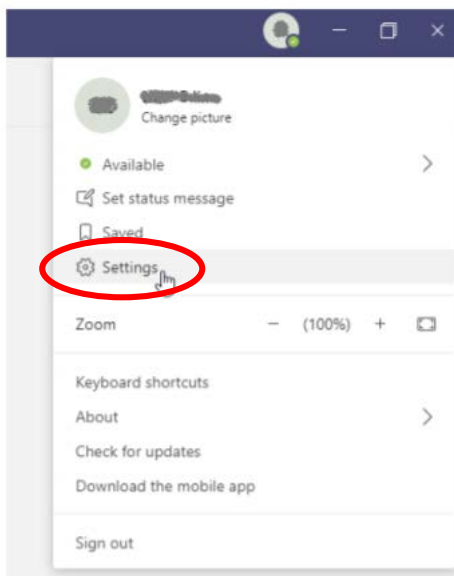 Change picture
Available
Set status message
Saved
Settings
Zoom - (100%) +
Keyboard shortcuts
About
Check for updates
Download the mobile app
Sign out